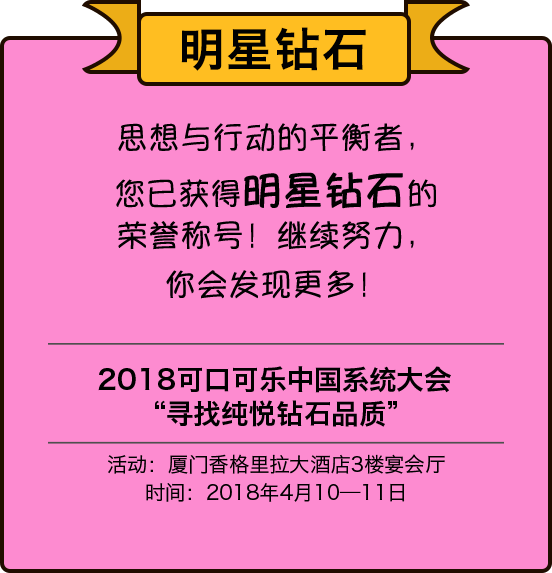 明星钻石
思想与行动的平衡者，
您已获得明星钻石的
荣誉称号！继续努力，
你会发现更多！
2018可口可乐中国系统大会
“寻找纯悦钻石品质”
活动：厦门香格里拉大酒店3楼宴会厅
时间：2018年4月10—11日